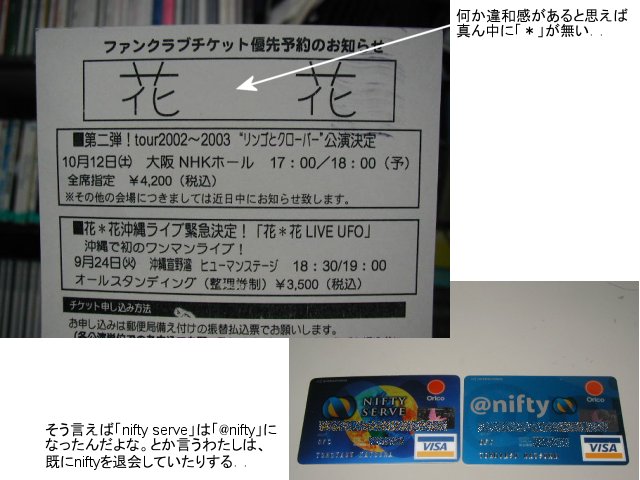 何か違和感があると思えば
真ん中に「＊」が無い．．
ファンクラブチケット優先予約のお知らせ
花 花
■第二弾！tour2002～2003 “リンゴとクローバー”公演決定
10月12日(土) 大阪 NHKホール 17：00／18：00（予）
全席指定 ￥4,200（税込）
※その他の会場につきましては近日中にお知らせ致します。
■花＊花沖縄ライブ緊急決定！「花＊花 LIVE UFO」
沖縄で初のワンマンライブ！
9月24日(火) 沖縄宜野湾 ヒューマンステージ 18：30/19：00
オールスタンディング（整理券制）￥3,500（税込）
チケット申し込み方法
お申し込みは郵便局備え付けの振替払込票でお願いします。
NIFTY SERVE
Orico
VISA
@nifty
Orico
VISA
そう言えば「nifty serve」は「@nifty」に
なったんだよな。とか言うわたしは、
既にniftyを退会していたりする．．